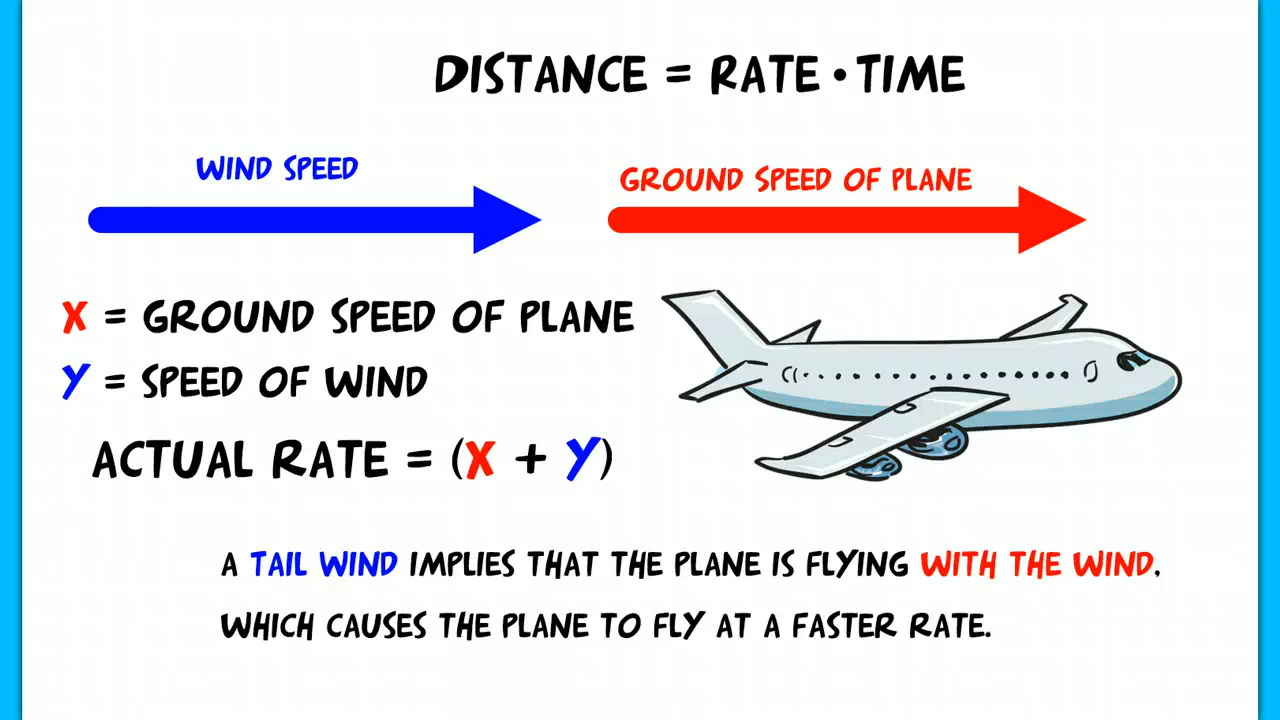 DISTANCE = RATE • TIME
WIND SPEED
GROUND SPEED OF PLANE
X = GROUND SPEED OF PLANE
Y = SPEED OF WIND
ACTUAL RATE = (X + Y)
A TAIL WIND IMPLIES THAT THE PLANE IS FLYING WITH THE WIND,
WHICH CAUSES THE PLANE TO FLY AT A FASTER RATE.